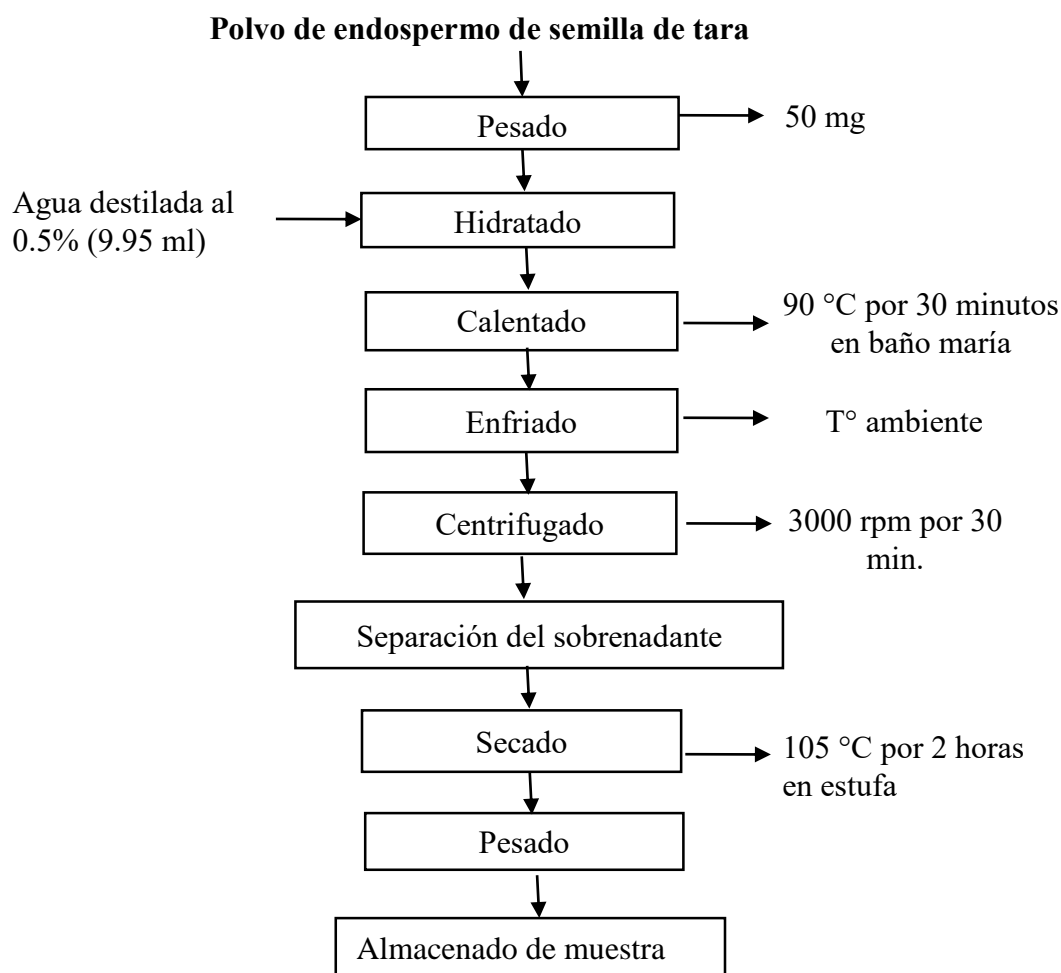 Polvo de endospermo de semilla de tara
Pesado
50 mg
Agua destilada al
0.5% (9.95 ml)
Hidratado
Calentado
90 °C por 30 minutos
en baño maría
Enfriado
T° ambiente
Centrifugado
3000 rpm por 30
min.
Separación del sobrenadante
Secado
105 °C por 2 horas
en estufa
Pesado
Almacenado de muestra